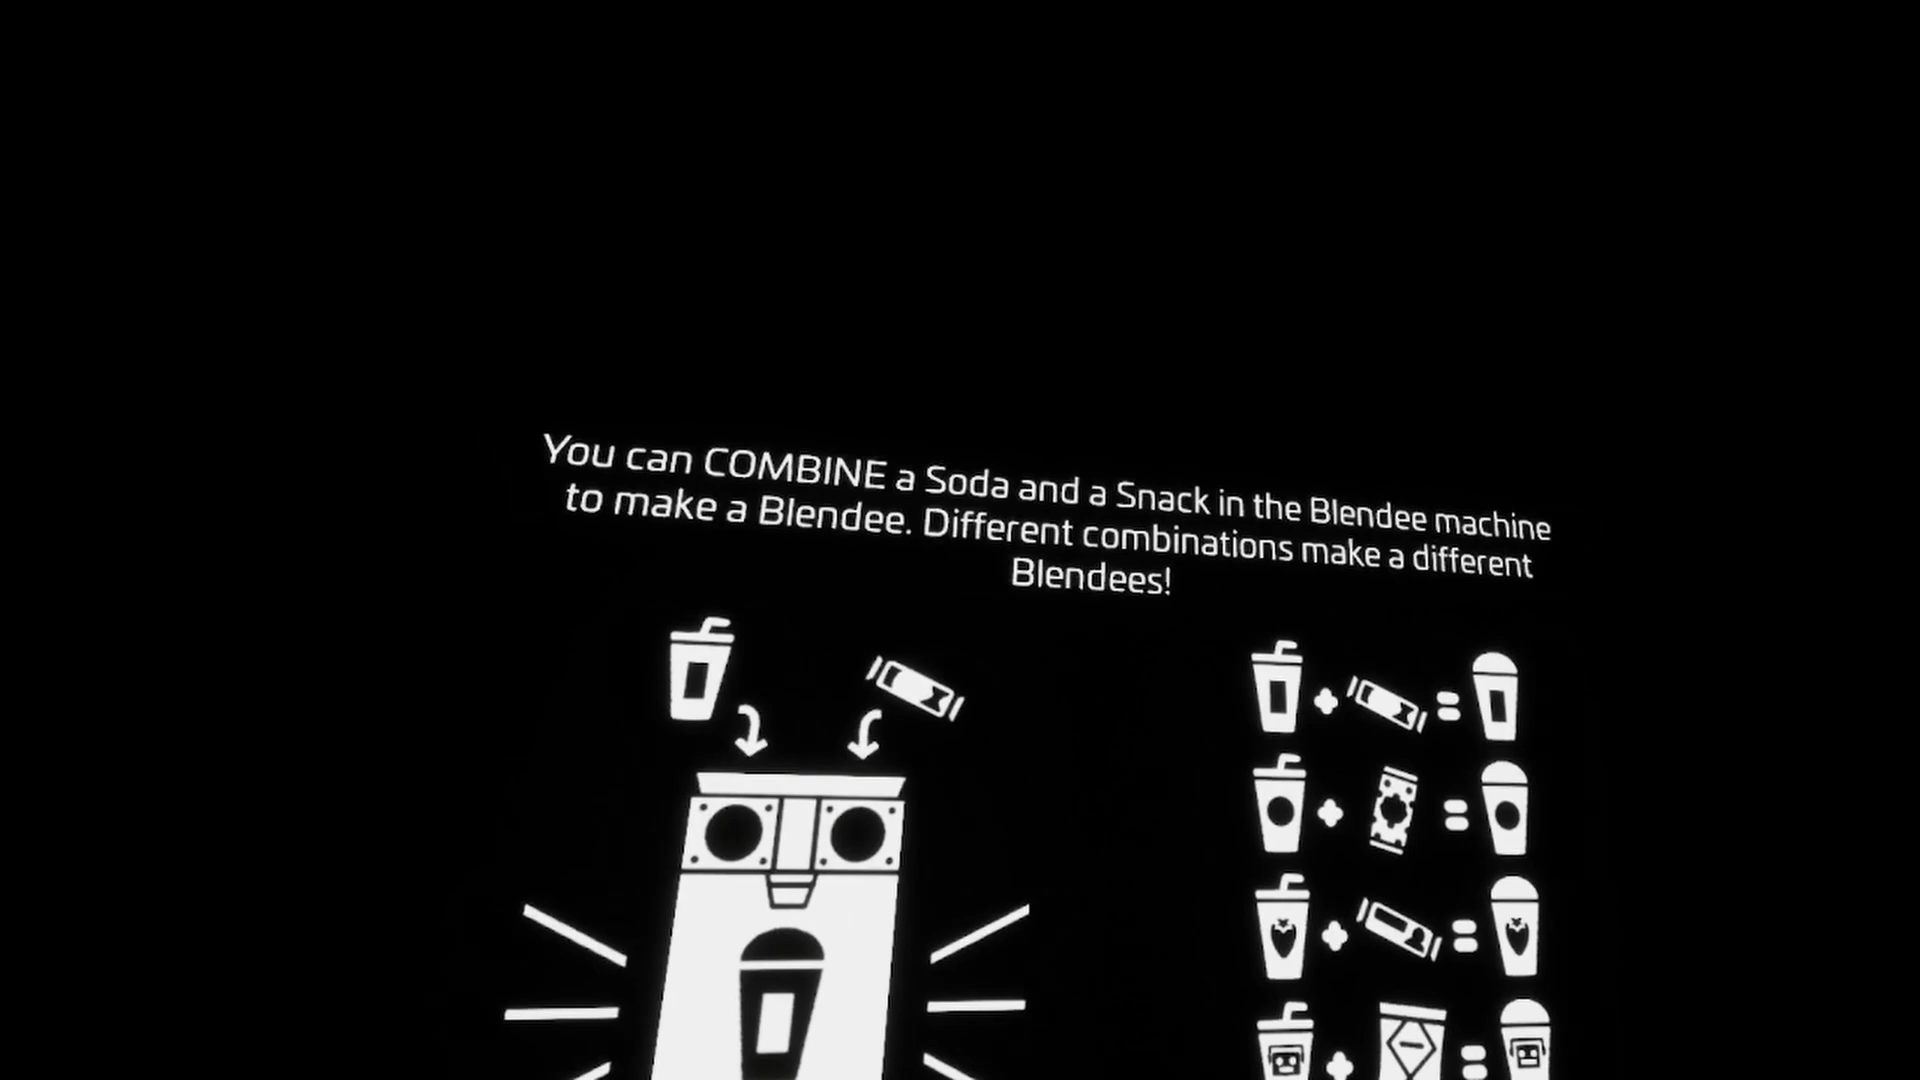 You can COMBINE a Soda and a Snack in the Blendee machine
to make a Blendee. Different combinations make a different
Blendees!